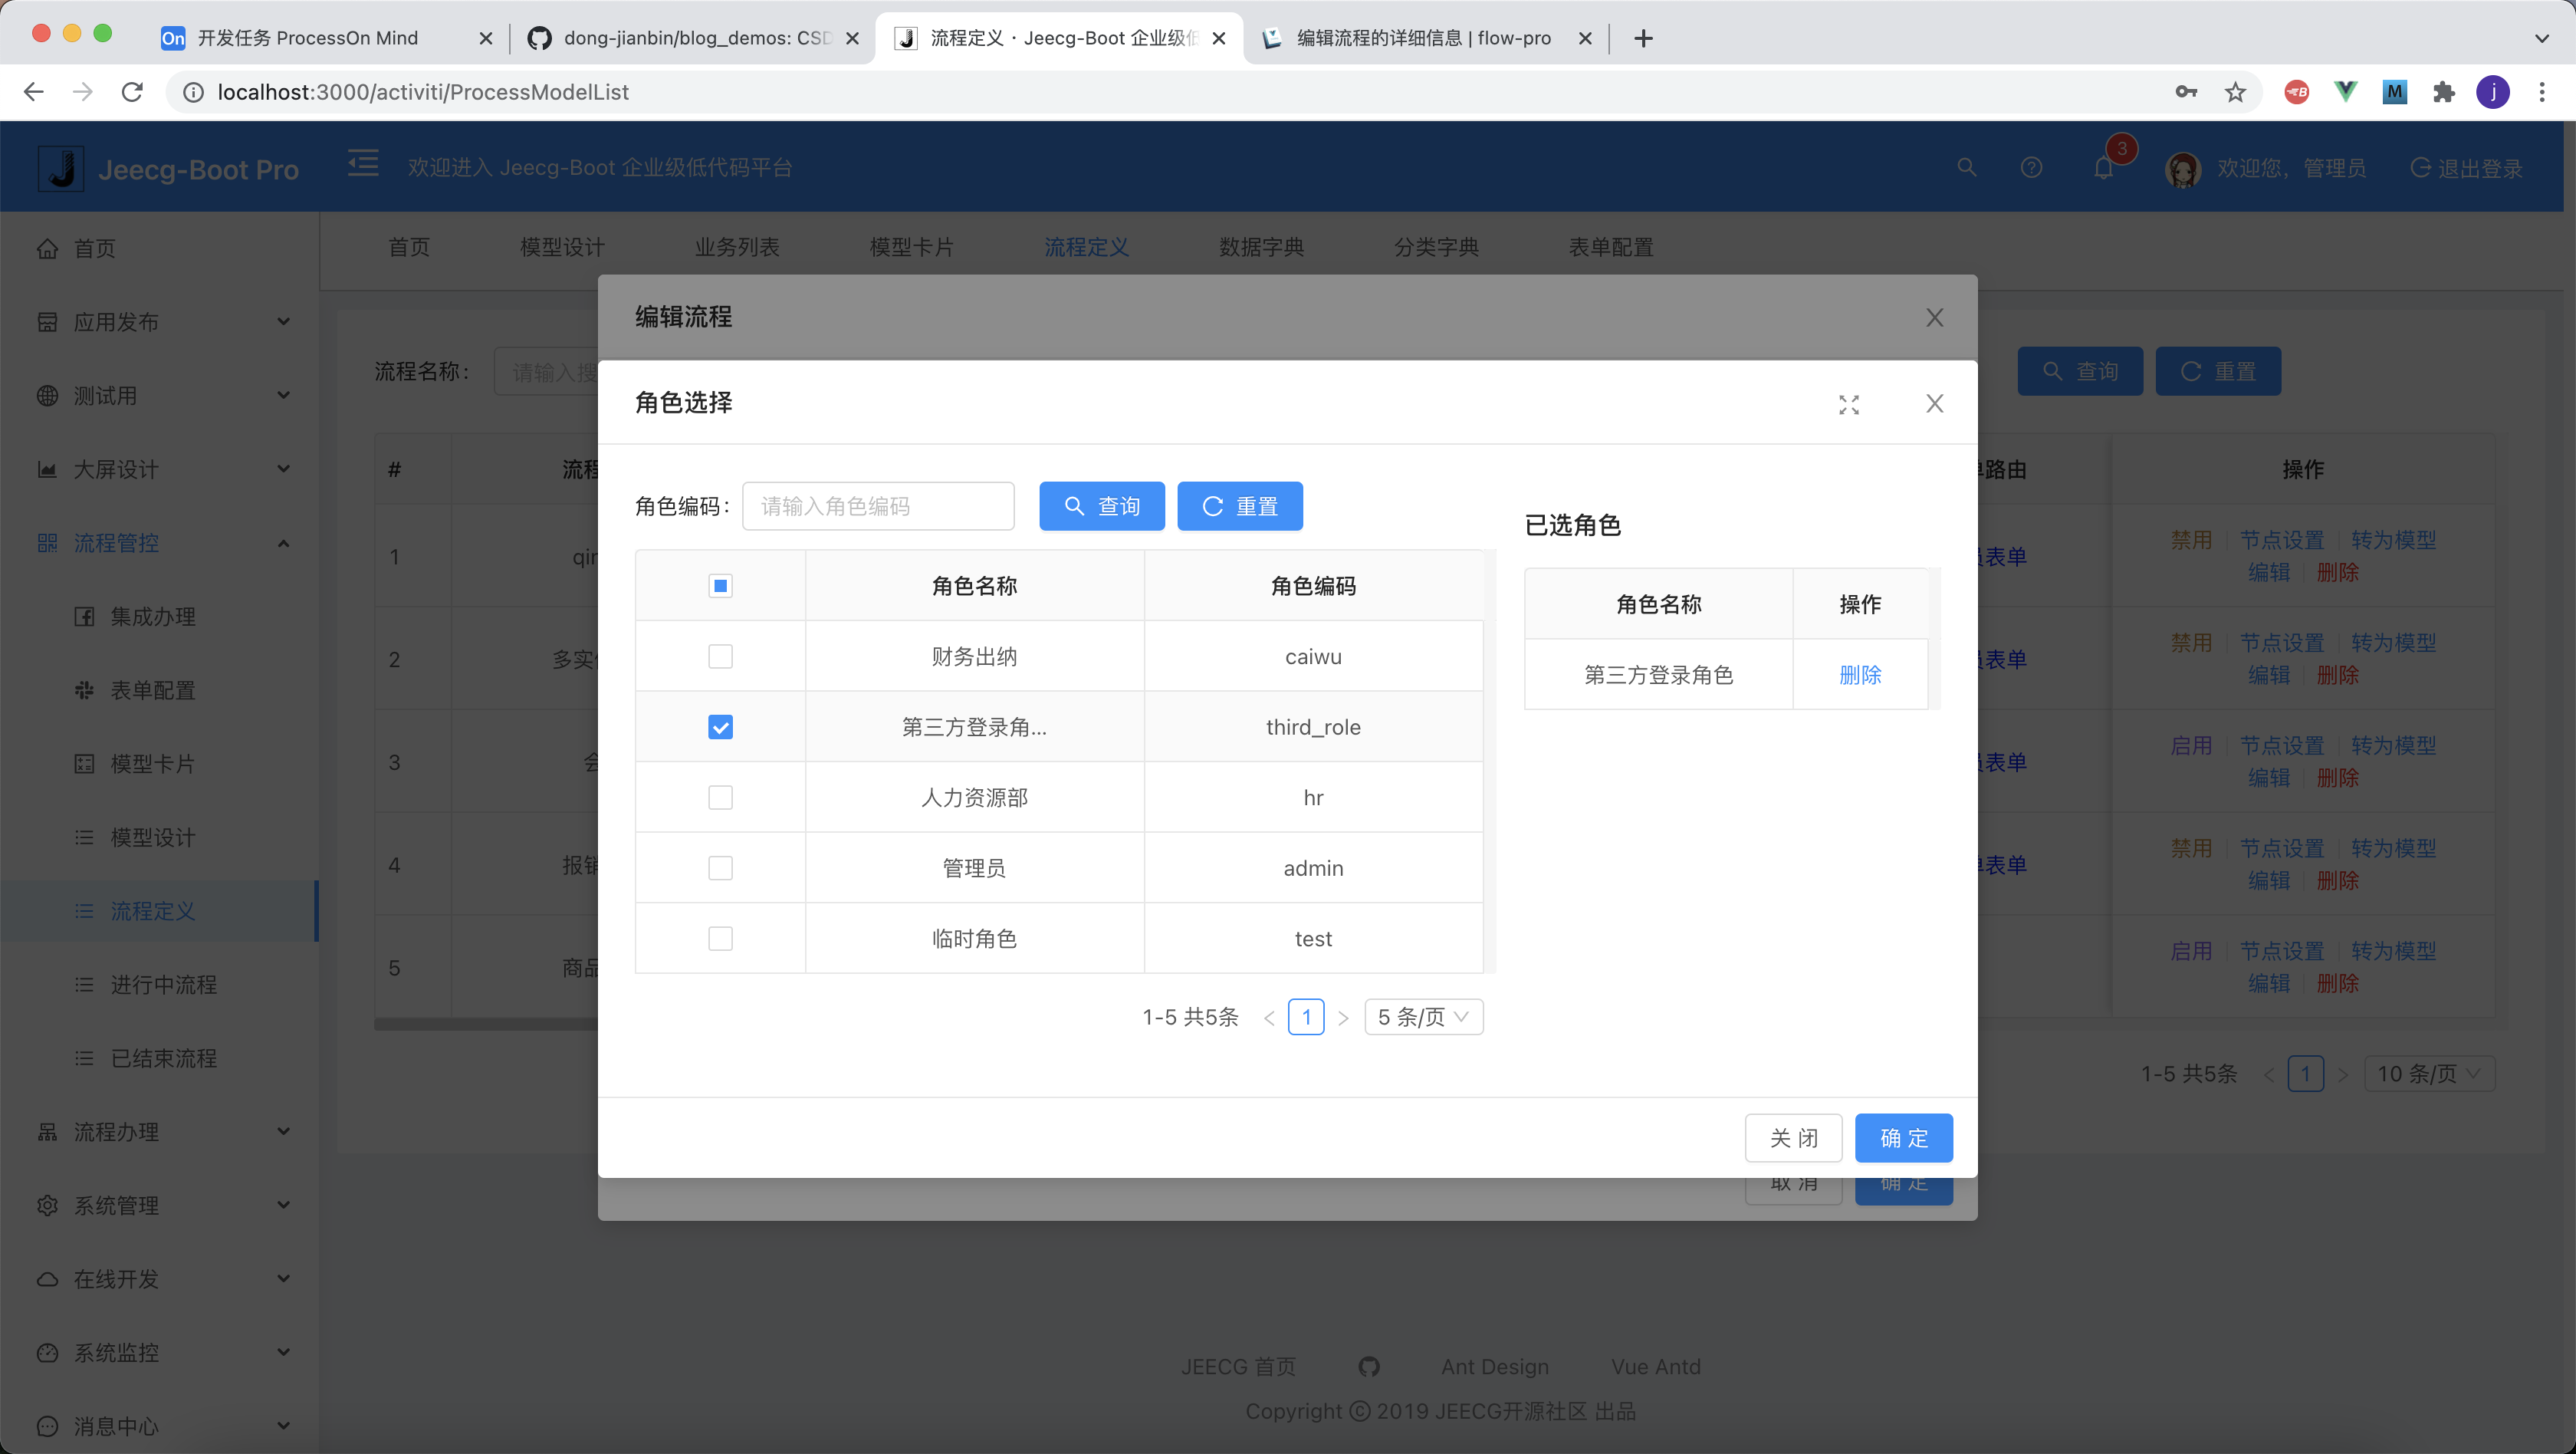 On 开发任务 ProcessOn Mind
dong-jianbin/blog_demos: CSD
流程定义 · Jeecg-Boot 企业级低
编辑流程的详细信息 | flow-pro
localhost:3000/activiti/ProcessModelList
B
M
j
Jeecg-Boot Pro
欢迎进入 Jeecg-Boot 企业级低代码平台
3
欢迎您，管理员
退出登录
首页
应用发布
测试用
大屏设计
流程管控
集成办理
表单配置
模型卡片
模型设计
流程定义
进行中流程
已结束流程
流程办理
系统管理
在线开发
系统监控
消息中心
首页 模型设计 业务列表 模型卡片 流程定义 数据字典 分类字典 表单配置
流程名称：
请输入搜
查询 重置
# 流程 路由 操作
1 qin 表单 禁用 节点设置 转为模型
编辑 删除
2 多实 表单 禁用 节点设置 转为模型
编辑 删除
3 会 表单 启用 节点设置 转为模型
编辑 删除
4 报销 表单 禁用 节点设置 转为模型
编辑 删除
5 商品 启用 节点设置 转为模型
编辑 删除
1-5 共5条 < 1 > 10 条/页
编辑流程
角色选择
角色编码：
请输入角色编码
查询 重置
角色名称 角色编码
财务出纳 caiwu
第三方登录角... third_role
人力资源部 hr
管理员 admin
临时角色 test
1-5 共5条 < 1 > 5 条/页
已选角色
角色名称 操作
第三方登录角色 删除
关 闭 确 定
取 消 确 定
JEECG 首页 Ant Design Vue Antd
Copyright © 2019 JEECG开源社区 出品